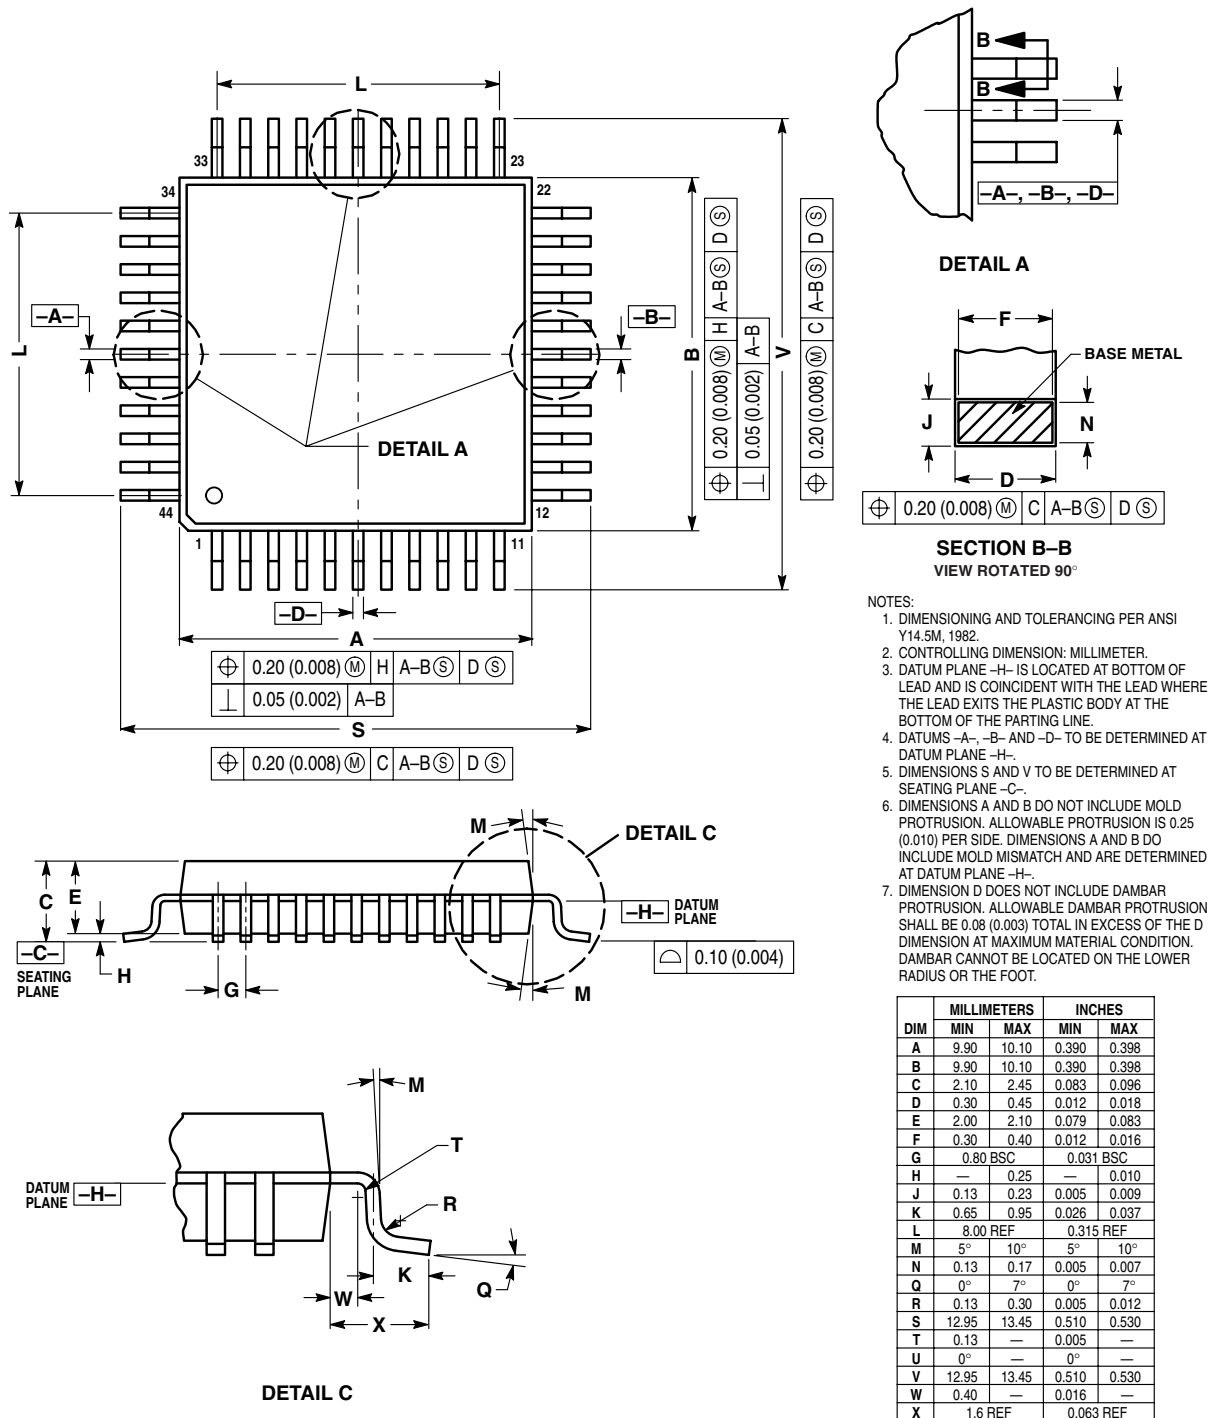 L
33
23
34
22
–A–
–B–
L
B
V
DETAIL A
44
12
1
11
–D–
A
⌖ 0.20 (0.008) Ⓜ H A–B Ⓢ D Ⓢ
⊥ 0.05 (0.002) A–B
S
⌖ 0.20 (0.008) Ⓜ C A–B Ⓢ D Ⓢ
⌖ 0.20 (0.008) Ⓜ H A–B Ⓢ D Ⓢ
⊥ 0.05 (0.002) A–B
⌖ 0.20 (0.008) Ⓜ C A–B Ⓢ D Ⓢ
B
B
–A–, –B–, –D–
DETAIL A
F
BASE METAL
J
N
D
⌖ 0.20 (0.008) Ⓜ C A–B Ⓢ D Ⓢ
SECTION B–B
VIEW ROTATED 90°
M
DETAIL C
C
E
–H–
DATUM
PLANE
–C–
SEATING
PLANE
H
G
M
⌓ 0.10 (0.004)
M
T
DATUM
PLANE
–H–
R
K
W
Q
X
DETAIL C
NOTES:
1. DIMENSIONING AND TOLERANCING PER ANSI
Y14.5M, 1982.
2. CONTROLLING DIMENSION: MILLIMETER.
3. DATUM PLANE –H– IS LOCATED AT BOTTOM OF
LEAD AND IS COINCIDENT WITH THE LEAD WHERE
THE LEAD EXITS THE PLASTIC BODY AT THE
BOTTOM OF THE PARTING LINE.
4. DATUMS –A–, –B– AND –D– TO BE DETERMINED AT
DATUM PLANE –H–.
5. DIMENSIONS S AND V TO BE DETERMINED AT
SEATING PLANE –C–.
6. DIMENSIONS A AND B DO NOT INCLUDE MOLD
PROTRUSION. ALLOWABLE PROTRUSION IS 0.25
(0.010) PER SIDE. DIMENSIONS A AND B DO
INCLUDE MOLD MISMATCH AND ARE DETERMINED
AT DATUM PLANE –H–.
7. DIMENSION D DOES NOT INCLUDE DAMBAR
PROTRUSION. ALLOWABLE DAMBAR PROTRUSION
SHALL BE 0.08 (0.003) TOTAL IN EXCESS OF THE D
DIMENSION AT MAXIMUM MATERIAL CONDITION.
DAMBAR CANNOT BE LOCATED ON THE LOWER
RADIUS OR THE FOOT.
MILLIMETERS INCHES
DIM MIN MAX MIN MAX
A 9.90 10.10 0.390 0.398
B 9.90 10.10 0.390 0.398
C 2.10 2.45 0.083 0.096
D 0.30 0.45 0.012 0.018
E 2.00 2.10 0.079 0.083
F 0.30 0.40 0.012 0.016
G 0.80 BSC 0.031 BSC
H — 0.25 — 0.010
J 0.13 0.23 0.005 0.009
K 0.65 0.95 0.026 0.037
L 8.00 REF 0.315 REF
M 5° 10° 5° 10°
N 0.13 0.17 0.005 0.007
Q 0° 7° 0° 7°
R 0.13 0.30 0.005 0.012
S 12.95 13.45 0.510 0.530
T 0.13 — 0.005 —
U 0° — 0° —
V 12.95 13.45 0.510 0.530
W 0.40 — 0.016 —
X 1.6 REF 0.063 REF